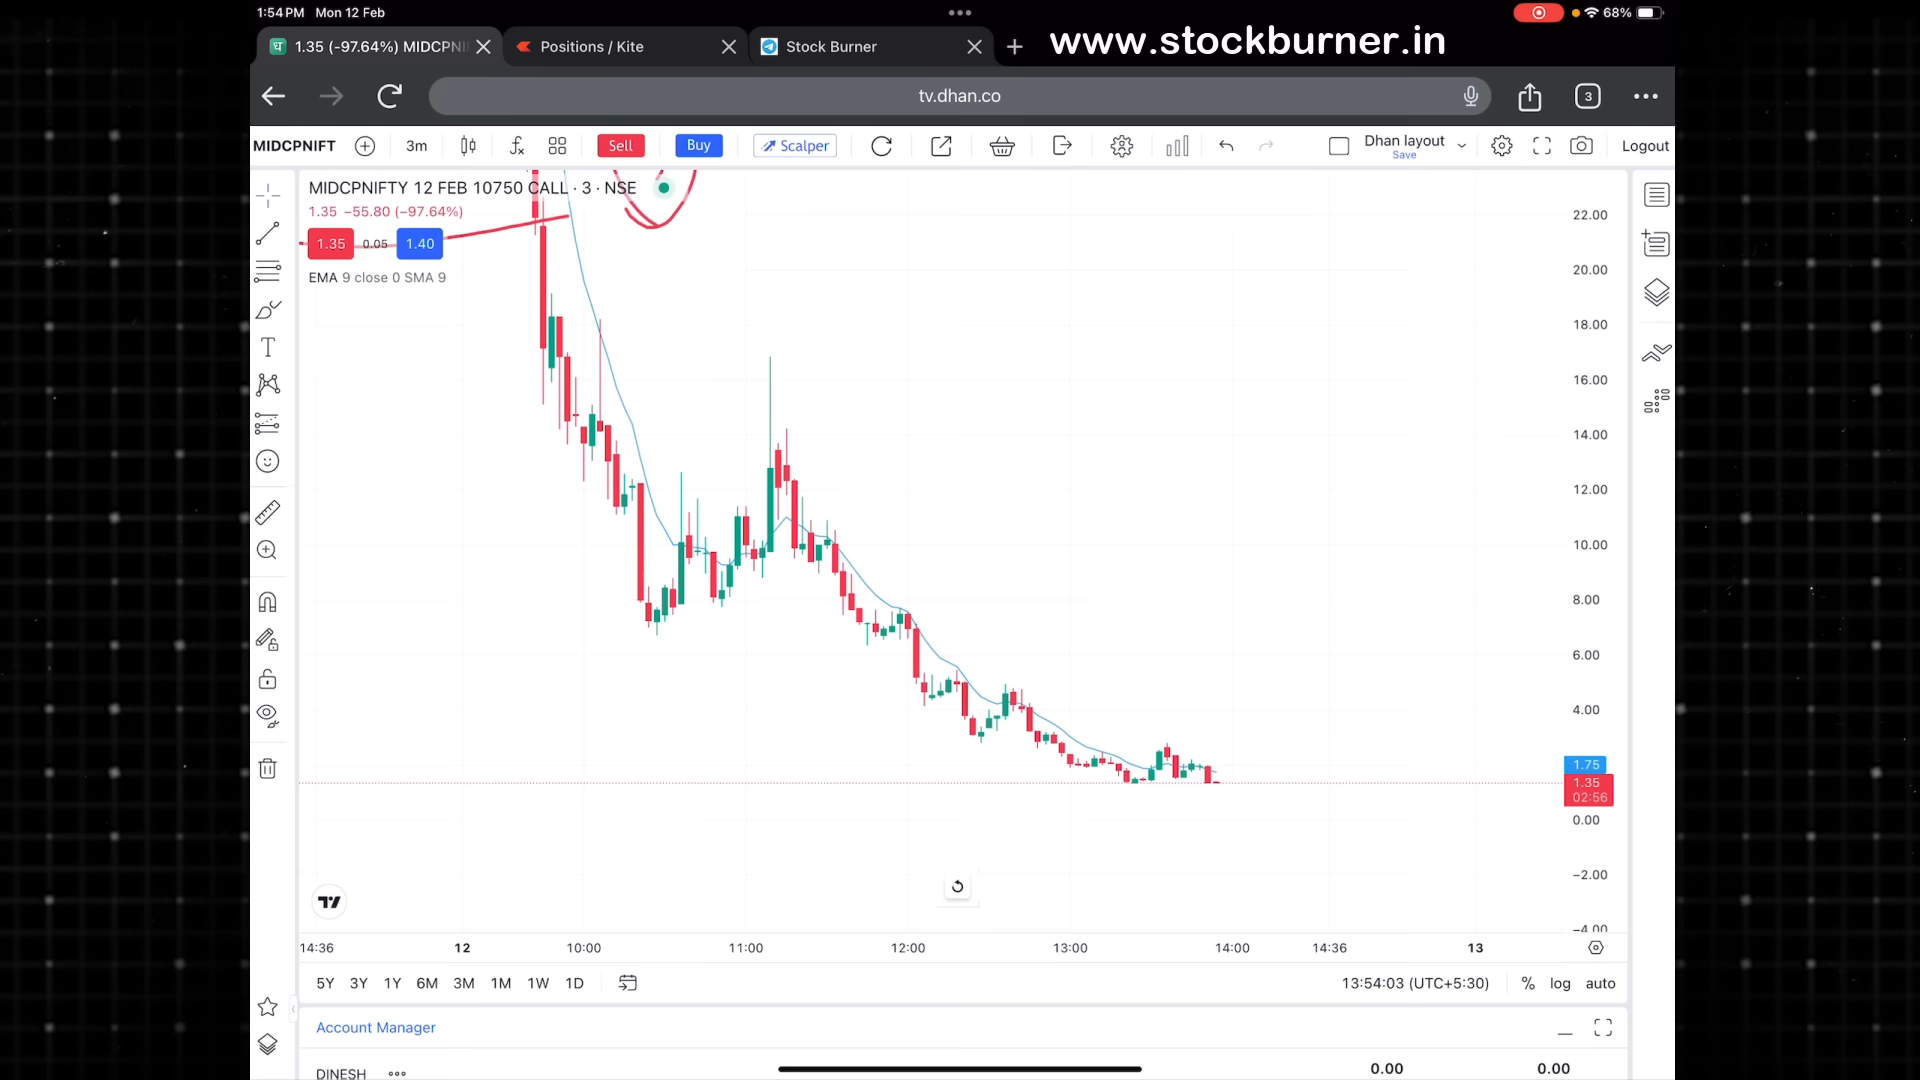 1:54 PM Mon 12 Feb
68%
1.35 (-97.64%) MIDCPNI
Positions / Kite
Stock Burner
www.stockburner.in
tv.dhan.co
3
MIDCPNIFT
3m
Sell
Buy
Scalper
Dhan layout
Save
Logout
MIDCPNIFTY 12 FEB 10750 CALL · 3 · NSE
1.35 −55.80 (−97.64%)
1.35 0.05 1.40
EMA 9 close 0 SMA 9
22.00
20.00
18.00
16.00
14.00
12.00
10.00
8.00
6.00
4.00
1.75
1.35
02:56
0.00
−2.00
−4.00
14:36 12 10:00 11:00 12:00 13:00 14:00 14:36 13
5Y 3Y 1Y 6M 3M 1M 1W 1D
13:54:03 (UTC+5:30) % log auto
Account Manager
DINESH 0.00 0.00